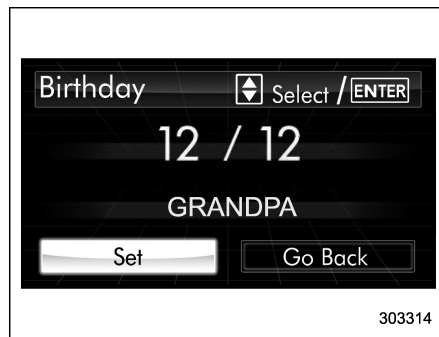 Birthday Select / ENTER
12 / 12
GRANDPA
Set Go Back
303314